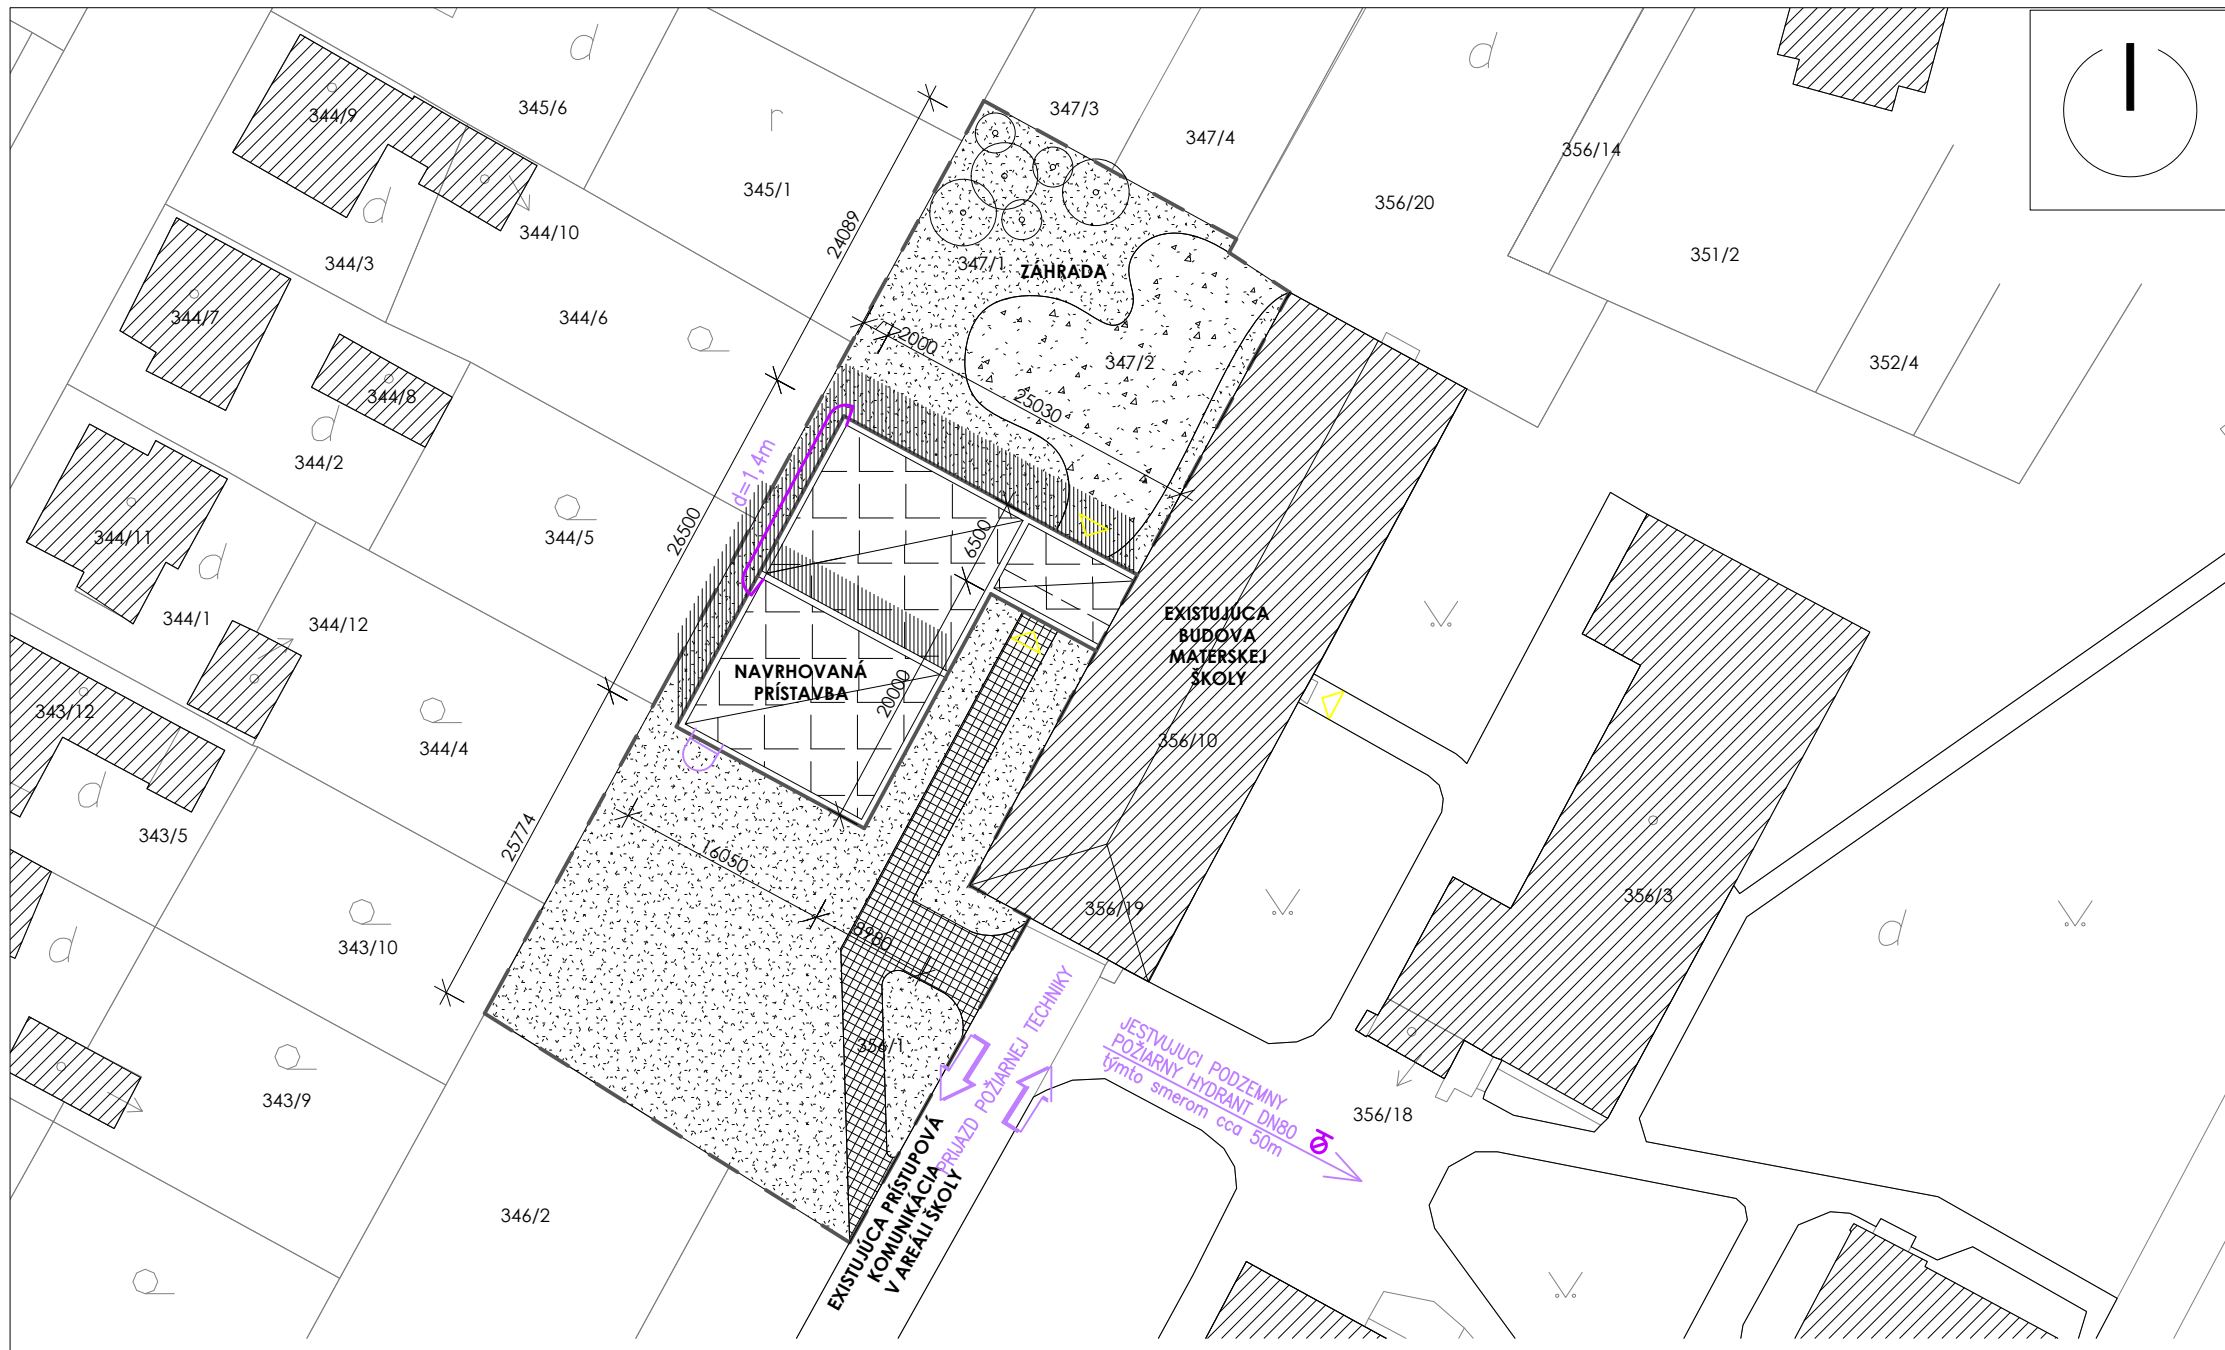 d
345/6
344/9
r
345/1
347/3
347/4
d
356/14
356/20
351/2
d
344/10
344/3
24089
347/1
ZÁHRADA
344/7
344/6
2000
347/2
352/4
25030
344/8
d
344/2
d=1,4m
344/5
26500
6500
344/11
d
344/1
344/12
EXISTUJÚCA
BUDOVA
MATERSKEJ
ŠKOLY
NAVRHOVANÁ
PRÍSTAVBA
20000
343/12
344/4
356/10
d
343/5
25774
16050
356/19
356/3
d
d
343/10
8980
343/9
356/1
PRÍJAZD POŽIARNEJ TECHNIKY
JESTVUJUCI PODZEMNY
POŽIARNY HYDRANT DN80
týmto smerom cca 50m
356/18
346/2
EXISTUJÚCA PRÍSTUPOVÁ
KOMUNIKÁCIA
V AREÁLI ŠKOLY